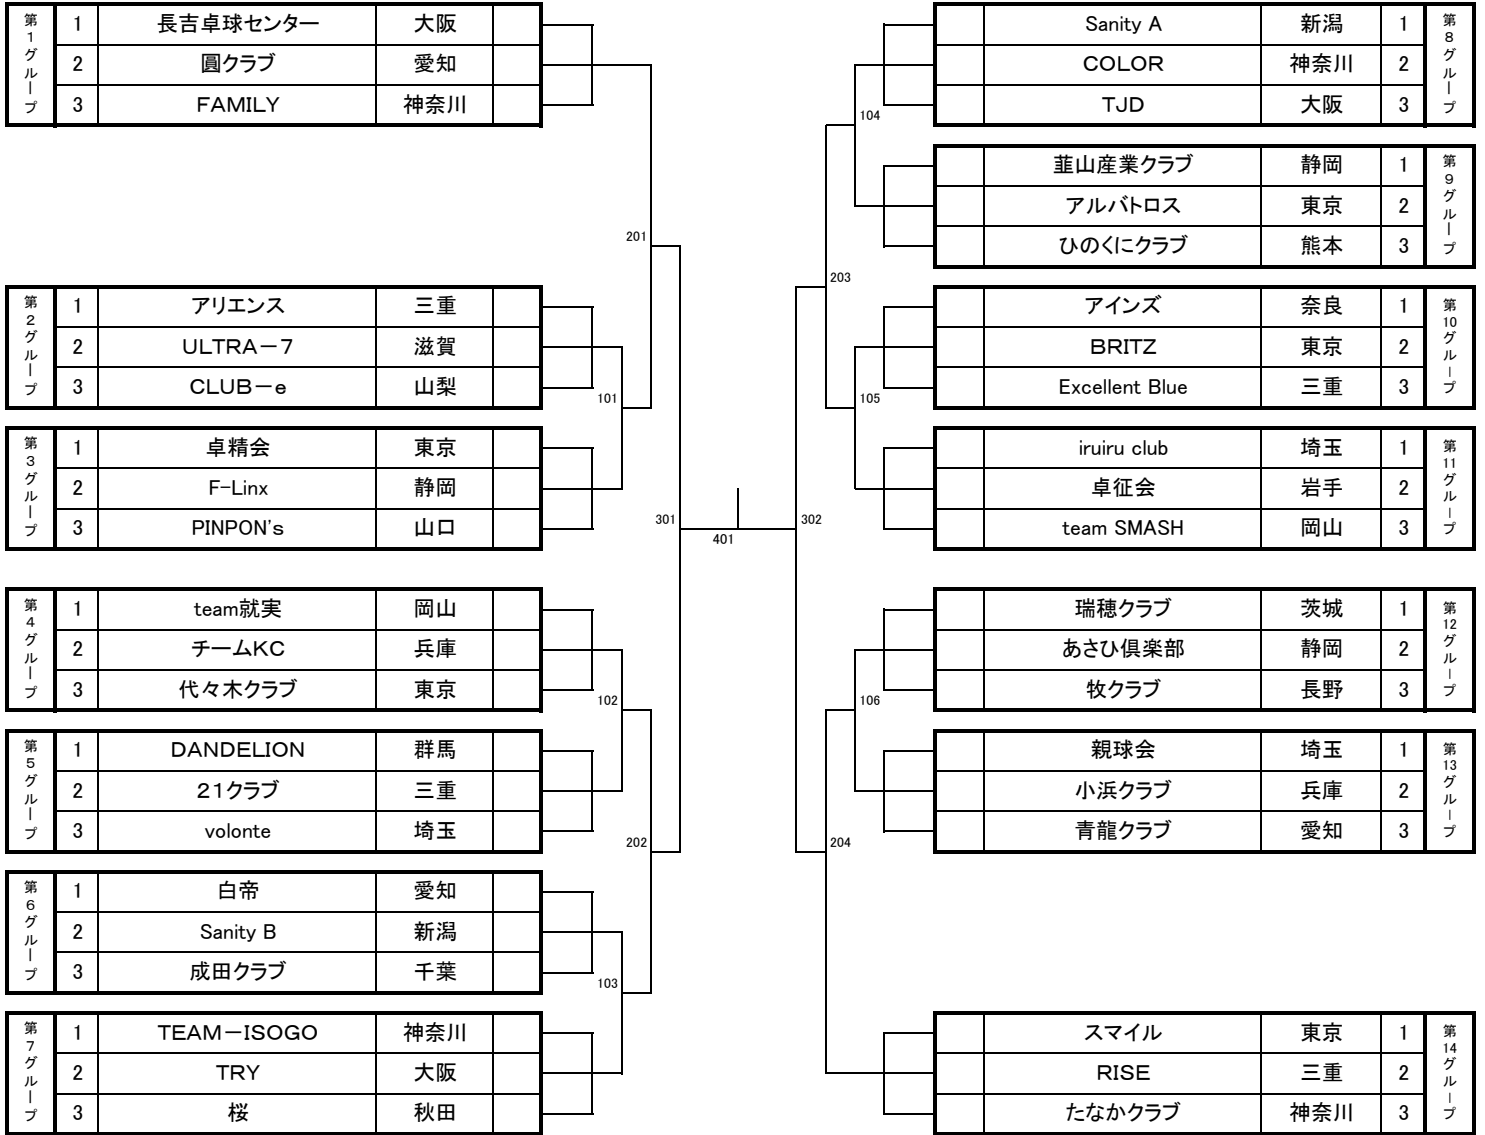 第1グループ
1 長吉卓球センター 大阪
2 圓クラブ 愛知
3 FAMILY 神奈川
第2グループ
1 アリエンス 三重
2 ULTRA－7 滋賀
3 CLUB－e 山梨
第3グループ
1 卓精会 東京
2 F-Linx 静岡
3 PINPON's 山口
第4グループ
1 team就実 岡山
2 チームKC 兵庫
3 代々木クラブ 東京
第5グループ
1 DANDELION 群馬
2 21クラブ 三重
3 volonte 埼玉
第6グループ
1 白帝 愛知
2 Sanity B 新潟
3 成田クラブ 千葉
第7グループ
1 TEAM－ISOGO 神奈川
2 TRY 大阪
3 桜 秋田
201
101
301
102
202
103
401
104
203
105
302
106
204
Sanity A 新潟 1
COLOR 神奈川 2
TJD 大阪 3
第8グループ
韮山産業クラブ 静岡 1
アルバトロス 東京 2
ひのくにクラブ 熊本 3
第9グループ
アインズ 奈良 1
BRITZ 東京 2
Excellent Blue 三重 3
第10グループ
iruiru club 埼玉 1
卓征会 岩手 2
team SMASH 岡山 3
第11グループ
瑞穂クラブ 茨城 1
あさひ倶楽部 静岡 2
牧クラブ 長野 3
第12グループ
親球会 埼玉 1
小浜クラブ 兵庫 2
青龍クラブ 愛知 3
第13グループ
スマイル 東京 1
RISE 三重 2
たなかクラブ 神奈川 3
第14グループ